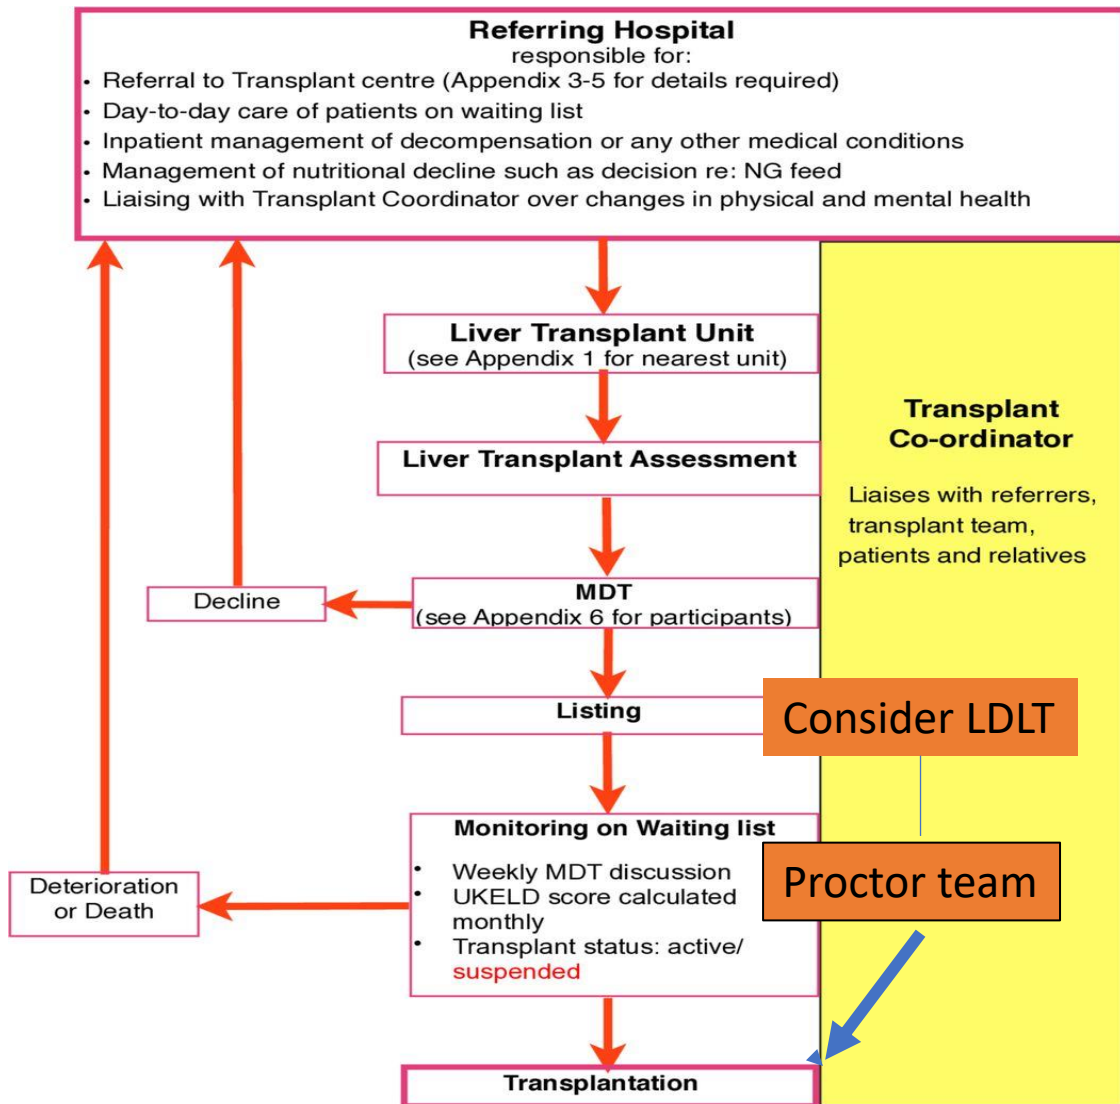 Referring Hospital
responsible for:
• Referral to Transplant centre (Appendix 3-5 for details required)
• Day-to-day care of patients on waiting list
• Inpatient management of decompensation or any other medical conditions
• Management of nutritional decline such as decision re: NG feed
• Liaising with Transplant Coordinator over changes in physical and mental health
Liver Transplant Unit
(see Appendix 1 for nearest unit)
Transplant
Co-ordinator
Liaises with referrers,
transplant team,
patients and relatives
Liver Transplant Assessment
MDT
(see Appendix 6 for participants)
Decline
Listing
Consider LDLT
Monitoring on Waiting list
• Weekly MDT discussion
• UKELD score calculated
monthly
• Transplant status: active/
suspended
Proctor team
Deterioration
or Death
Transplantation